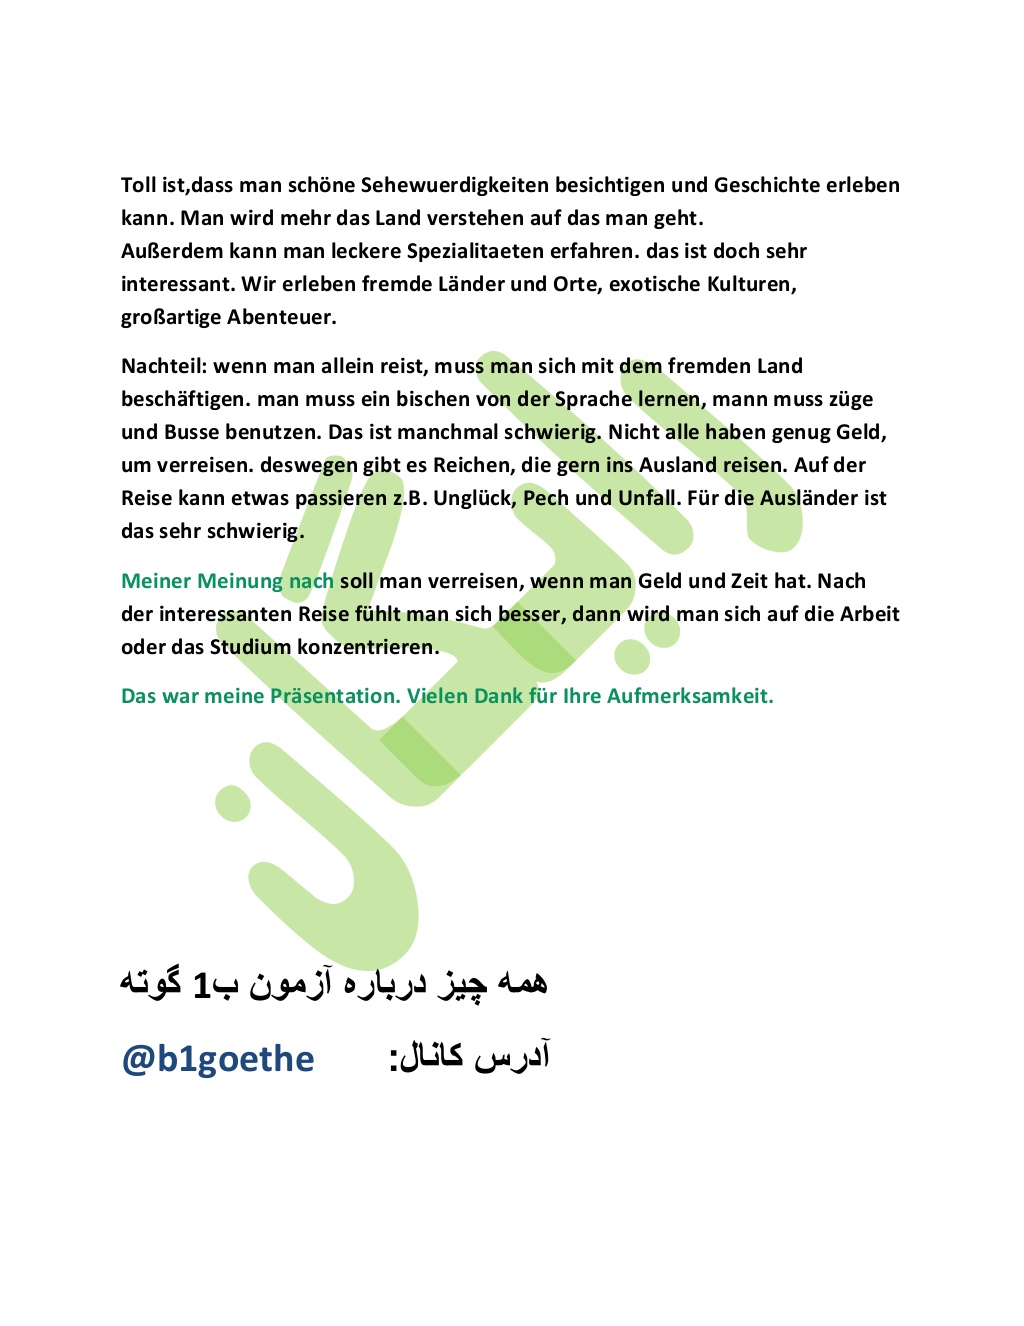 Toll ist,dass man schöne Sehewuerdigkeiten besichtigen und Geschichte erleben
kann. Man wird mehr das Land verstehen auf das man geht.
Außerdem kann man leckere Spezialitaeten erfahren. das ist doch sehr
interessant. Wir erleben fremde Länder und Orte, exotische Kulturen,
großartige Abenteuer.
Nachteil: wenn man allein reist, muss man sich mit dem fremden Land
beschäftigen. man muss ein bischen von der Sprache lernen, mann muss züge
und Busse benutzen. Das ist manchmal schwierig. Nicht alle haben genug Geld,
um verreisen. deswegen gibt es Reichen, die gern ins Ausland reisen. Auf der
Reise kann etwas passieren z.B. Unglück, Pech und Unfall. Für die Ausländer ist
das sehr schwierig.
Meiner Meinung nach soll man verreisen, wenn man Geld und Zeit hat. Nach
der interessanten Reise fühlt man sich besser, dann wird man sich auf die Arbeit
oder das Studium konzentrieren.
Das war meine Präsentation. Vielen Dank für Ihre Aufmerksamkeit.
رایگان
همه چیز درباره آزمون ب1 گوته
آدرس کانال: @b1goethe